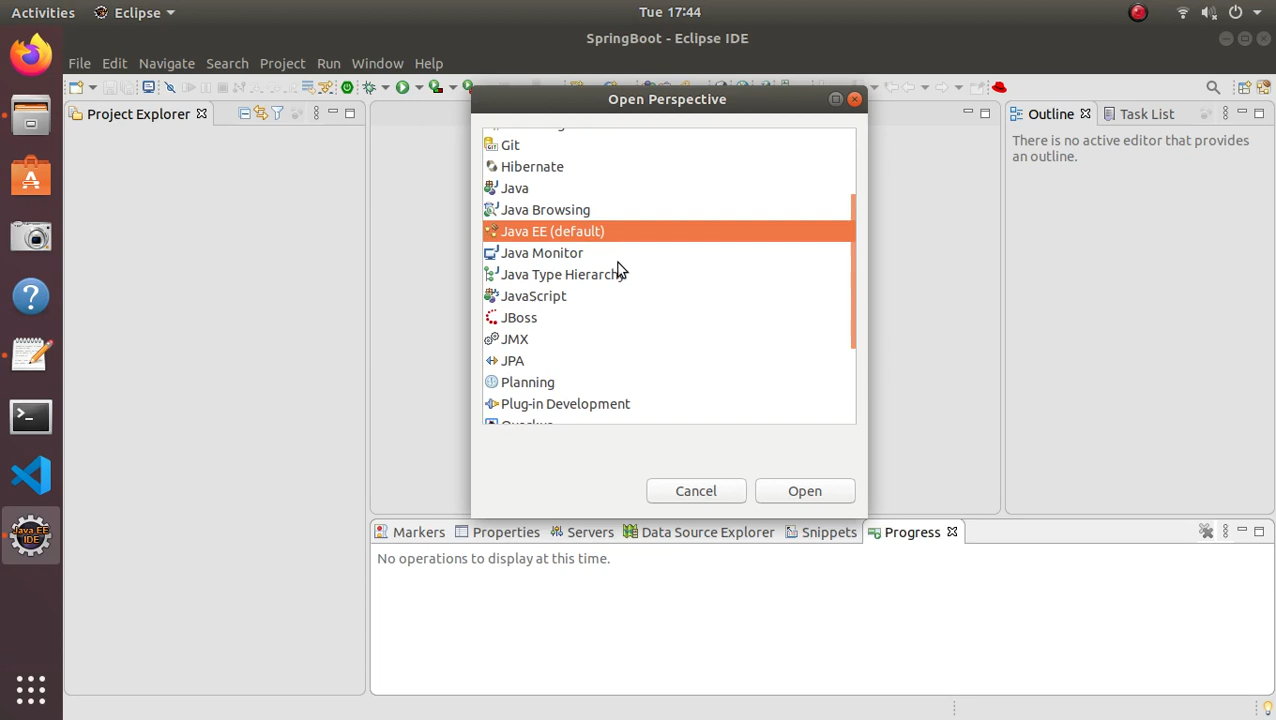 Activities
Eclipse
Tue 17:44
SpringBoot - Eclipse IDE
File Edit Navigate Search Project Run Window Help
Project Explorer
Open Perspective
Git
Hibernate
Java
Java Browsing
Java EE (default)
Java Monitor
Java Type Hierarchy
JavaScript
JBoss
JMX
JPA
Planning
Plug-in Development
Cancel
Open
Outline
Task List
There is no active editor that provides
an outline.
Markers
Properties
Servers
Data Source Explorer
Snippets
Progress
No operations to display at this time.
Java EE
IDE